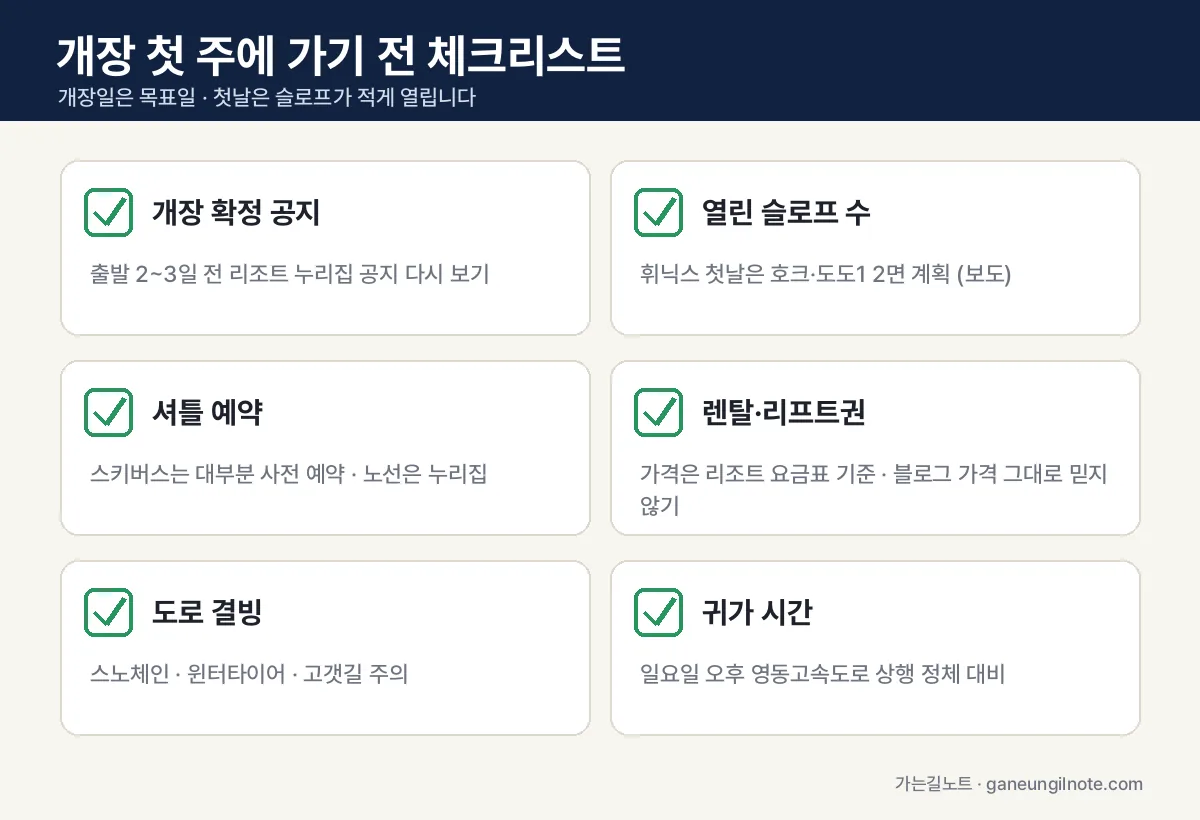 개장 첫 주에 가기 전 체크리스트
개장일은 목표일 · 첫날은 슬로프가 적게 열립니다
개장 확정 공지
출발 2~3일 전 리조트 누리집 공지 다시 보기
열린 슬로프 수
휘닉스 첫날은 호크·도도1 2면 계획 (보도)
셔틀 예약
스키버스는 대부분 사전 예약 · 노선은 누리집
렌탈·리프트권
가격은 리조트 요금표 기준 · 블로그 가격 그대로 믿지
않기
도로 결빙
스노체인 · 윈터타이어 · 고갯길 주의
귀가 시간
일요일 오후 영동고속도로 상행 정체 대비
가는길노트 · ganeungilnote.com